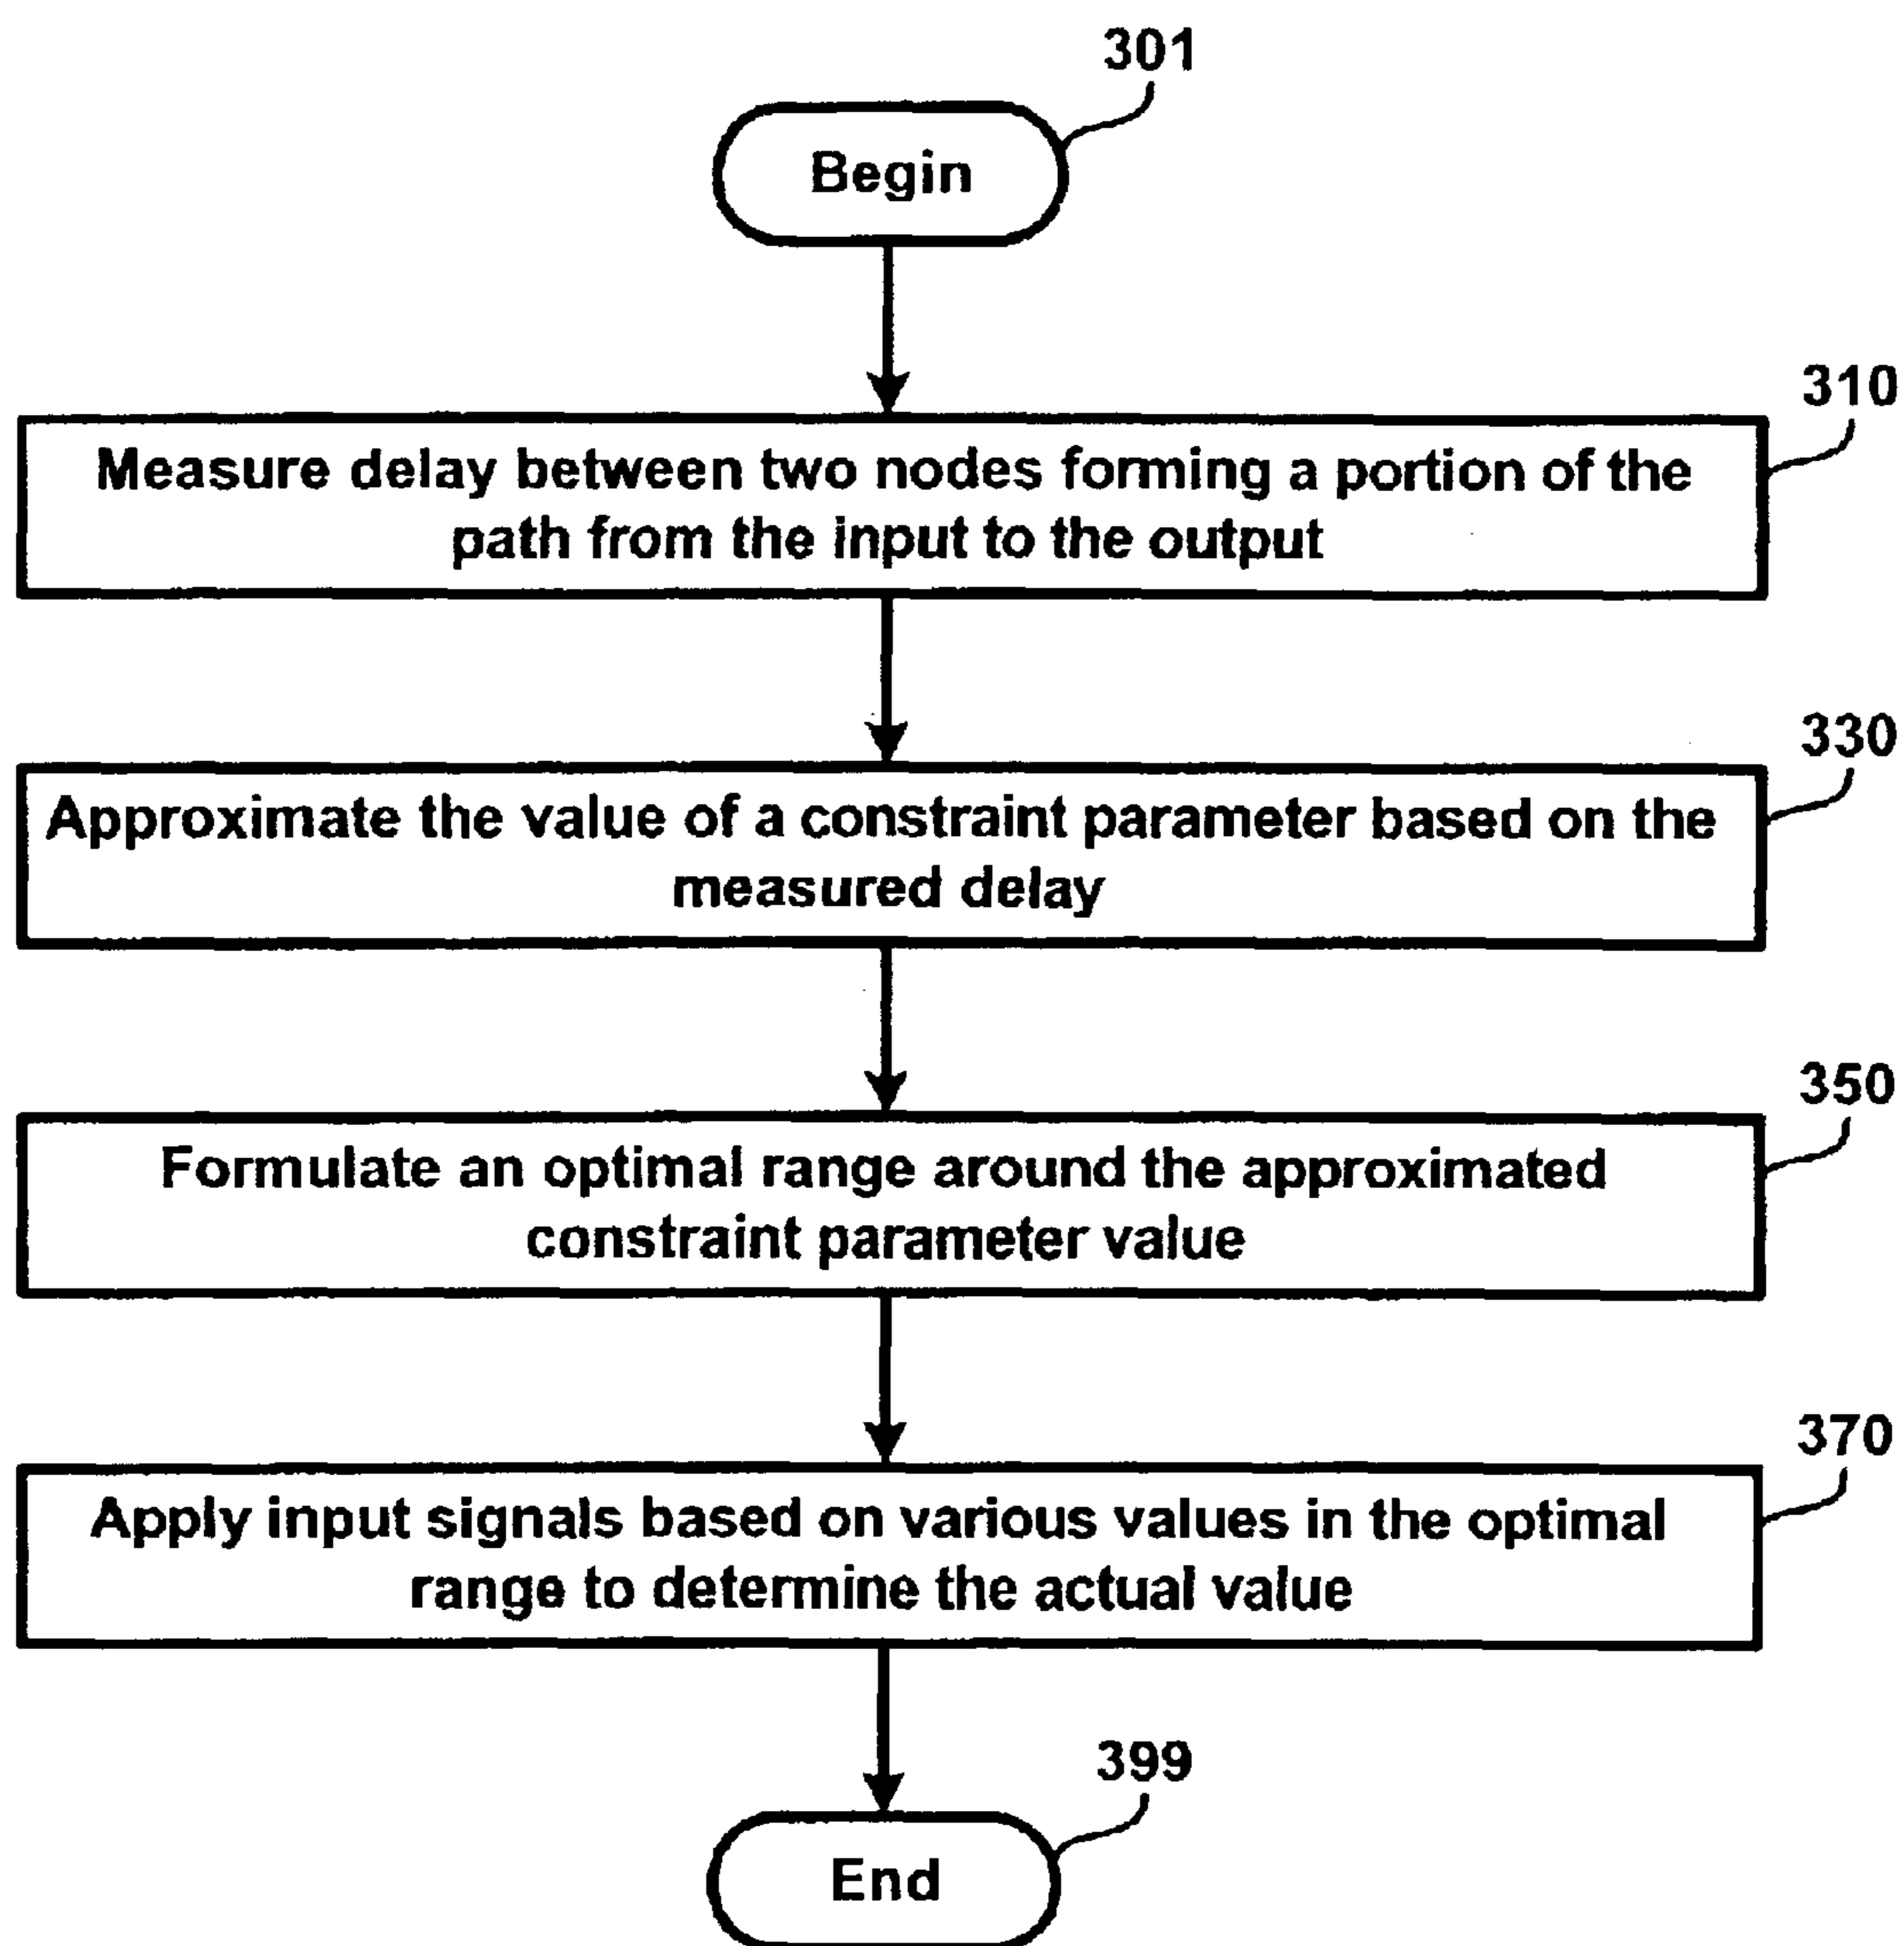 301
Begin
310
Measure delay between two nodes forming a portion of the
path from the input to the output
330
Approximate the value of a constraint parameter based on the
measured delay
350
Formulate an optimal range around the approximated
constraint parameter value
370
Apply input signals based on various values in the optimal
range to determine the actual value
399
End